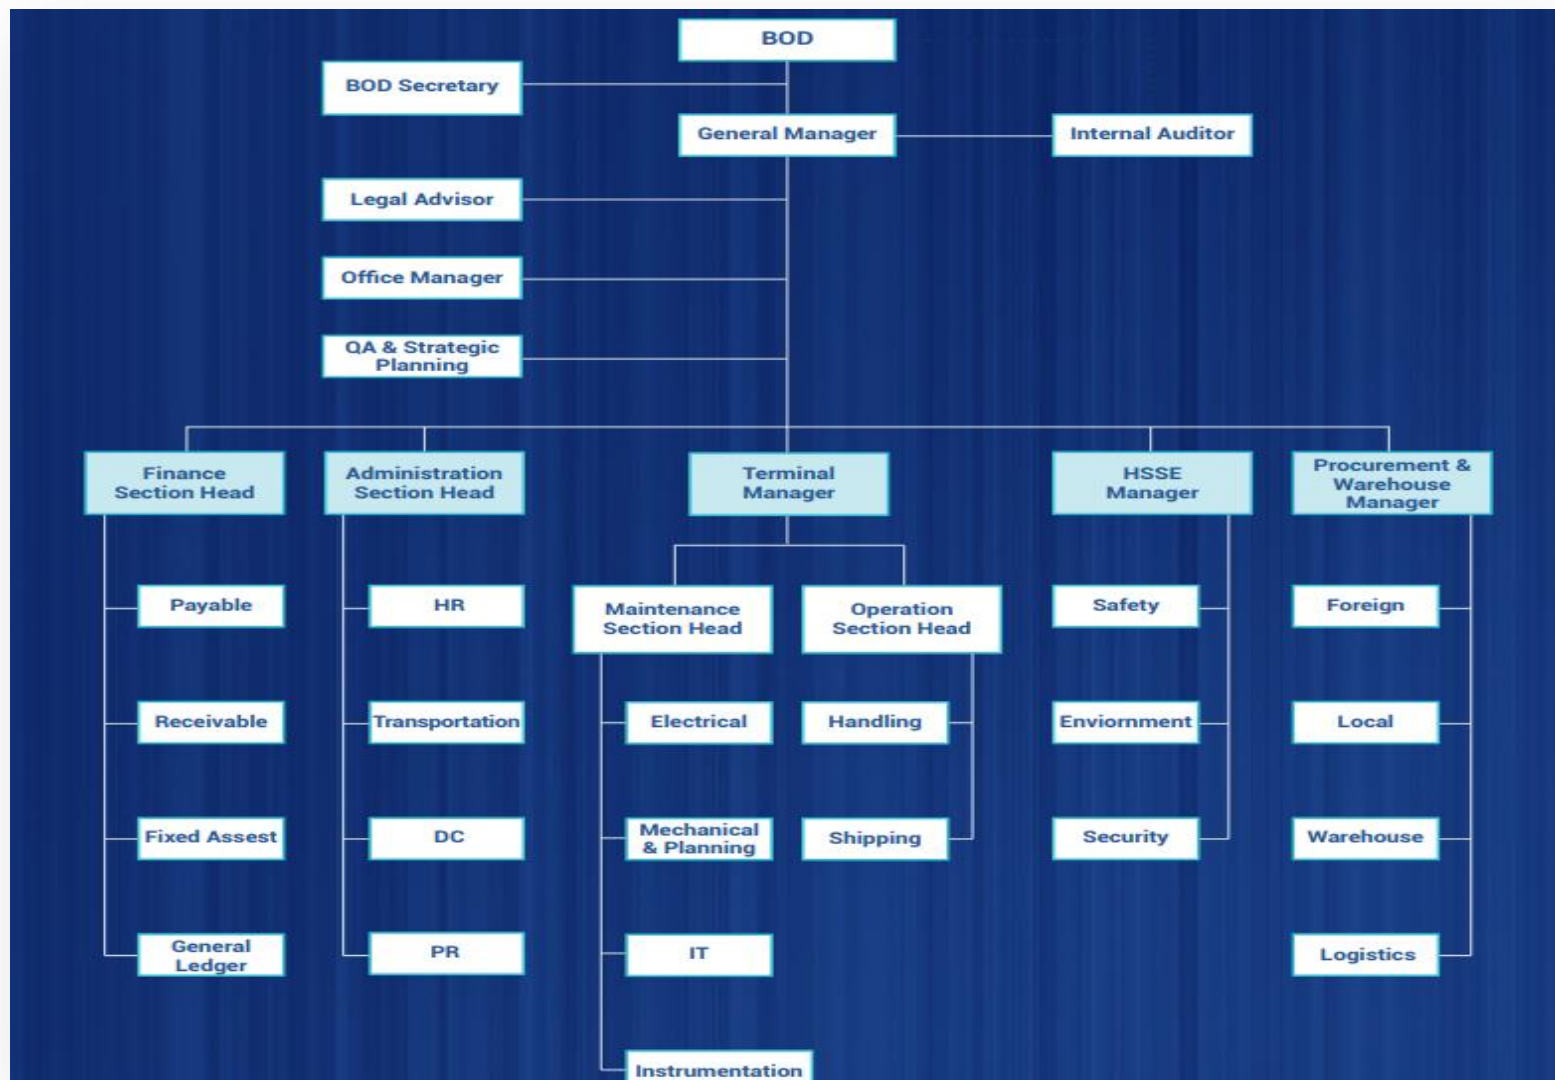 BOD
BOD Secretary
General Manager
Internal Auditor
Legal Advisor
Office Manager
QA & Strategic
Planning
Finance
Section Head
Administration
Section Head
Terminal
Manager
HSSE
Manager
Procurement &
Warehouse
Manager
Payable
HR
Maintenance
Section Head
Operation
Section Head
Safety
Foreign
Receivable
Transportation
Electrical
Handling
Enviornment
Local
Fixed Assest
DC
Mechanical
& Planning
Shipping
Security
Warehouse
General
Ledger
PR
IT
Logistics
Instrumentation